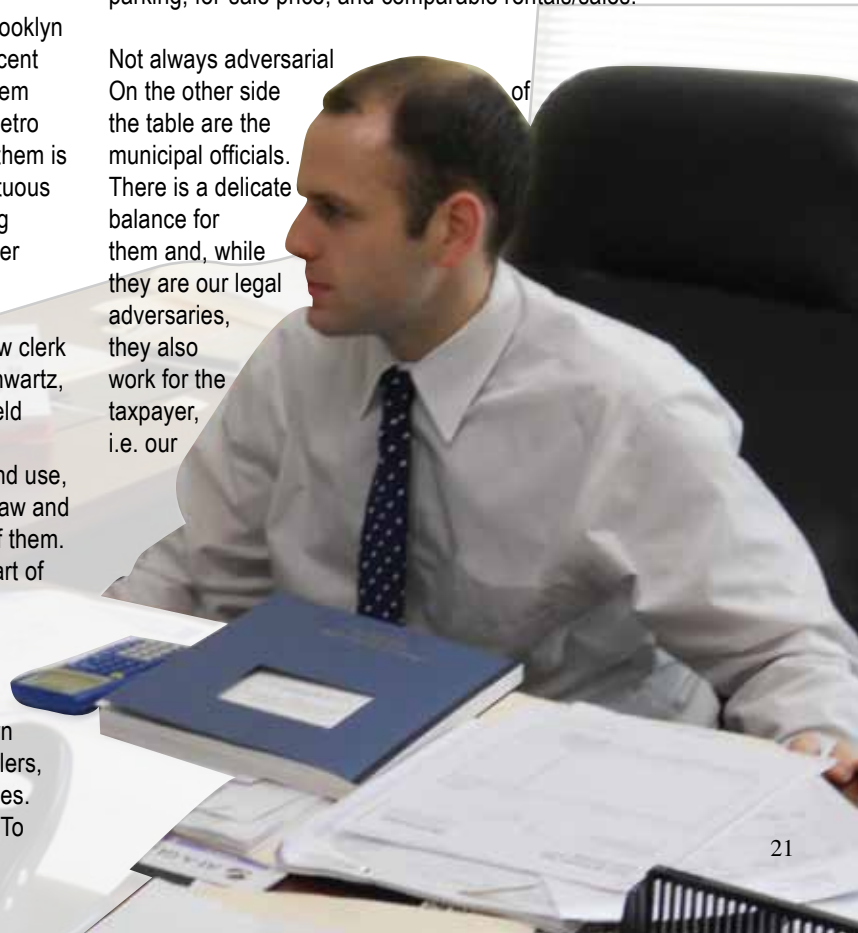 ooklyn
cent
em
etro
them is
tuous
g
er
w clerk
hwartz,
eld
nd use,
aw and
f them.
art of
n
lers,
es.
To
parking, for-sale price, and comparable rentals/sales.
Not always adversarial
On the other side of
the table are the
municipal officials.
There is a delicate
balance for
them and, while
they are our legal
adversaries,
they also
work for the
taxpayer,
i.e. our
21